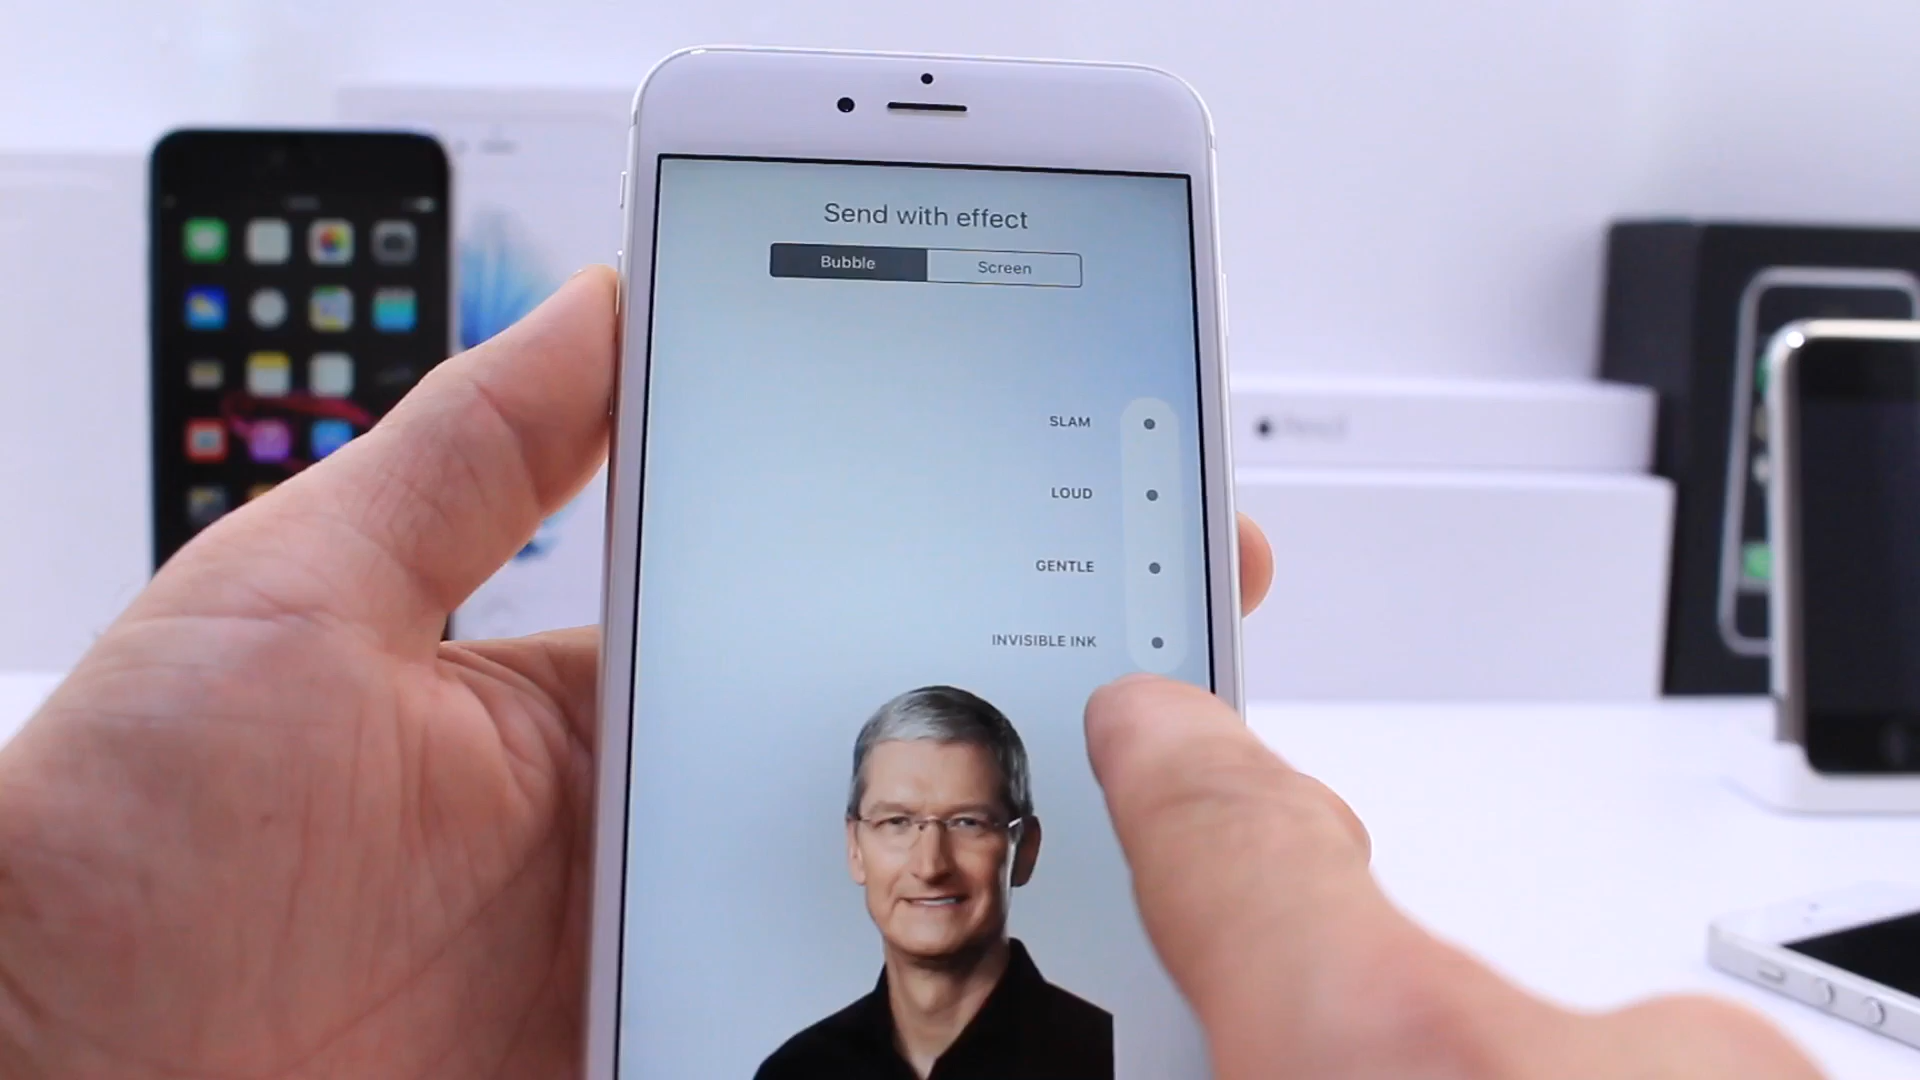 Send with effect
Bubble
Screen
SLAM
LOUD
GENTLE
INVISIBLE INK